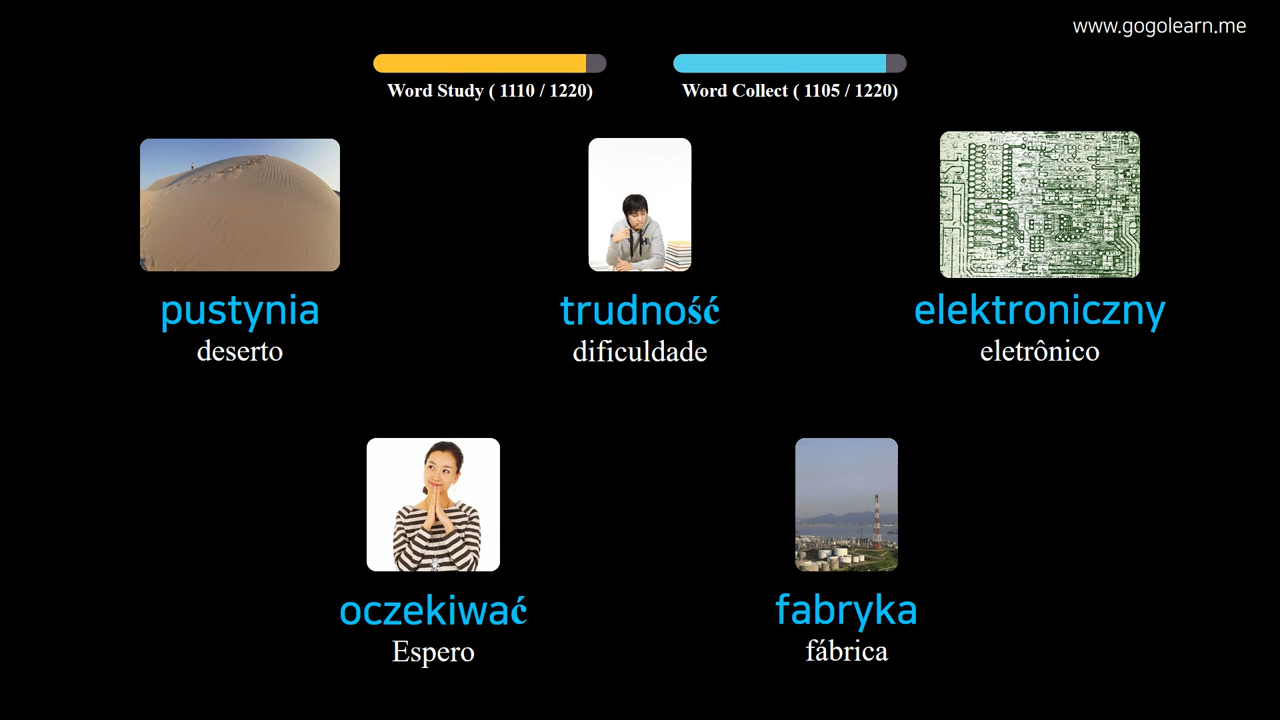 www.gogolearn.me
Word Study ( 1110 / 1220)
Word Collect ( 1105 / 1220)
pustynia
deserto
trudność
dificuldade
elektroniczny
eletrônico
oczekiwać
Espero
fabryka
fábrica